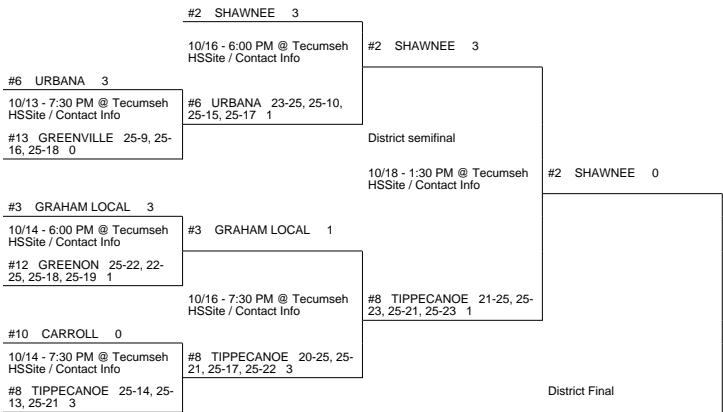 #2 SHAWNEE 3
10/16 - 6:00 PM @ Tecumseh
HSSite / Contact Info
#2 SHAWNEE 3
#6 URBANA 3
10/13 - 7:30 PM @ Tecumseh
HSSite / Contact Info
#6 URBANA 23-25, 25-10,
25-15, 25-17 1
#13 GREENVILLE 25-9, 25-
16, 25-18 0
District semifinal
10/18 - 1:30 PM @ Tecumseh
HSSite / Contact Info
#2 SHAWNEE 0
#3 GRAHAM LOCAL 3
10/14 - 6:00 PM @ Tecumseh
HSSite / Contact Info
#3 GRAHAM LOCAL 1
#12 GREENON 25-22, 22-
25, 25-18, 25-19 1
10/16 - 7:30 PM @ Tecumseh
HSSite / Contact Info
#8 TIPPECANOE 21-25, 25-
23, 25-21, 25-23 1
#10 CARROLL 0
10/14 - 7:30 PM @ Tecumseh
HSSite / Contact Info
#8 TIPPECANOE 20-25, 25-
21, 25-17, 25-22 3
#8 TIPPECANOE 25-14, 25-
13, 25-21 3
District Final